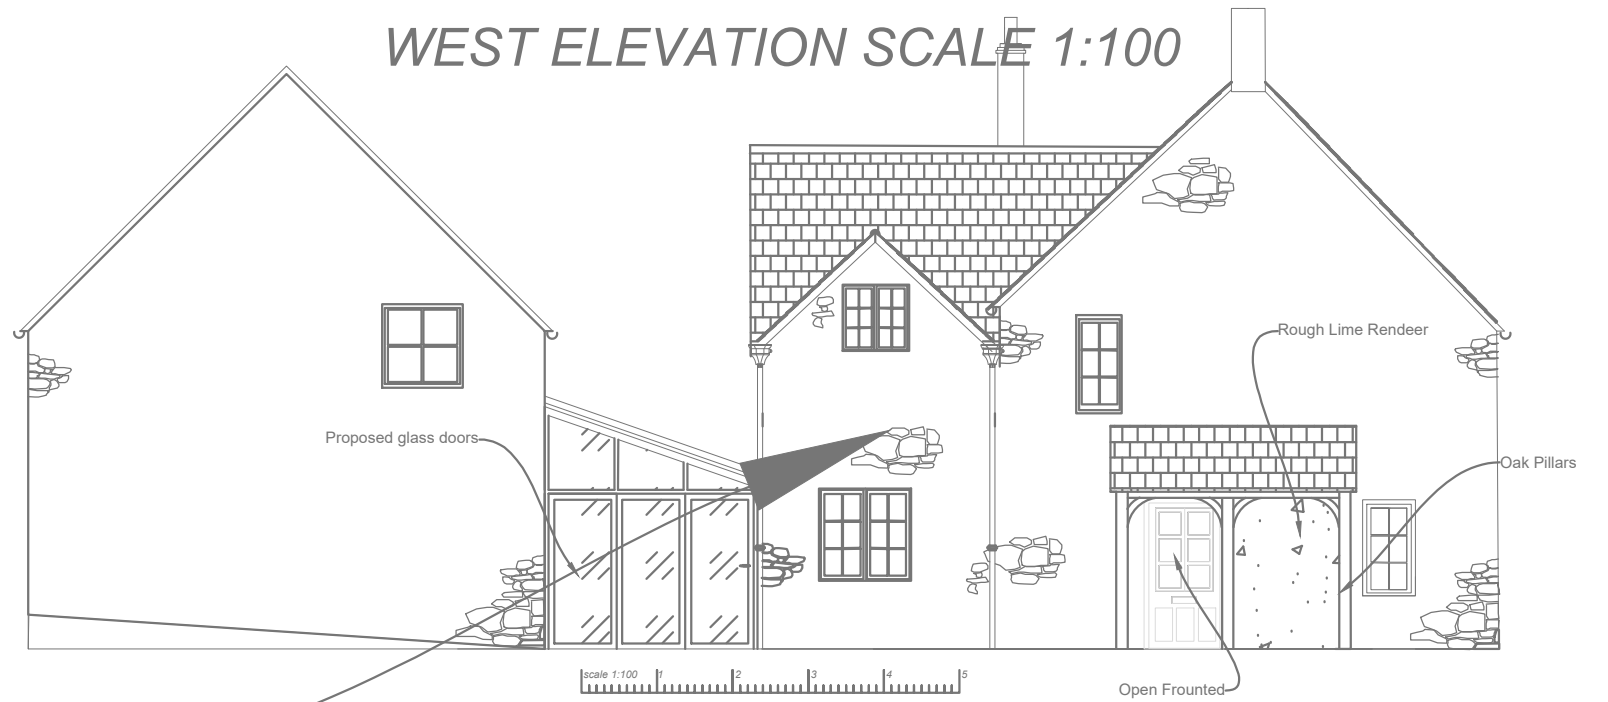 WEST ELEVATION SCALE 1:100
Rough Lime Rendeer
Proposed glass doors
Oak Pillars
scale 1:100 1 2 3 4 5
Open Frounted